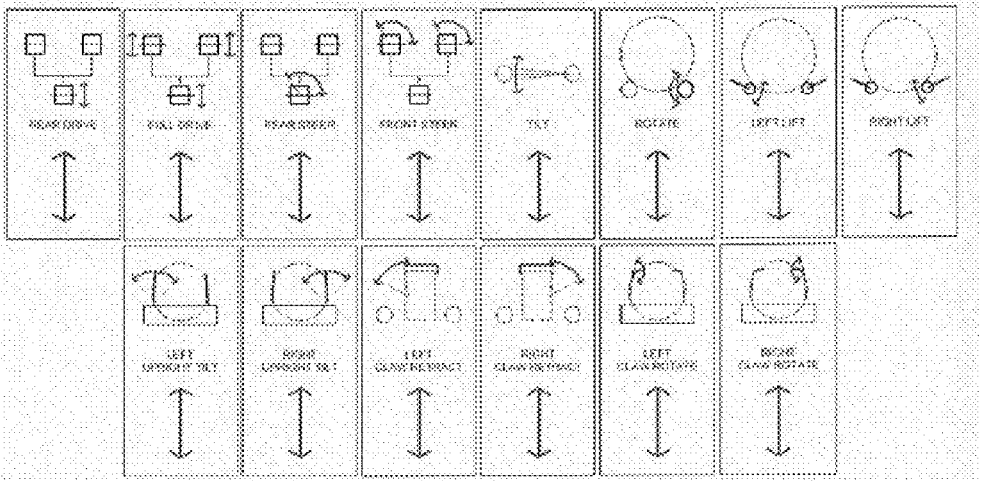 REAR DRIVE
FULL DRIVE
REAR STEER
FRONT STEER
TILT
ROTATE
LEFT LIFT
RIGHT LIFT
LEFT
UPRIGHT TILT
RIGHT
UPRIGHT TILT
LEFT
CLAW RETRACT
RIGHT
CLAW RETRACT
LEFT
CLAW ROTATE
RIGHT
CLAW ROTATE